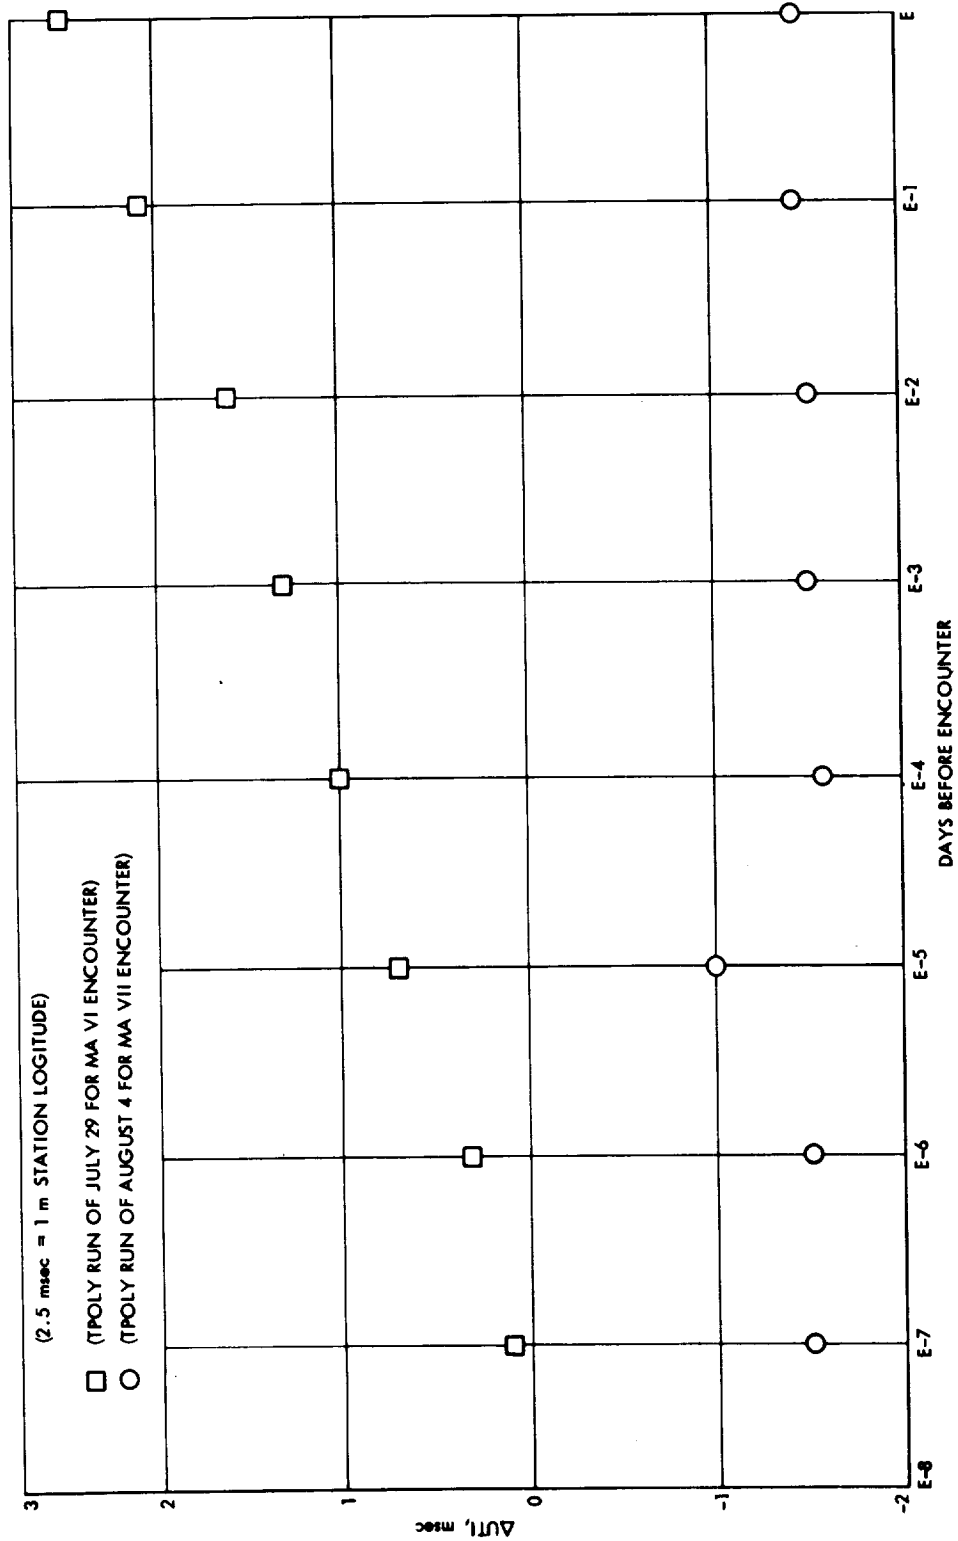 (2.5 msec = 1 m STATION LOGITUDE)
(TPOLY RUN OF JULY 29 FOR MA VI ENCOUNTER)
(TPOLY RUN OF AUGUST 4 FOR MA VII ENCOUNTER)
3
2
1
0
-1
-2
ΔUT1, msec
E-8
E-7
E-6
E-5
E-4
E-3
E-2
E-1
E
DAYS BEFORE ENCOUNTER